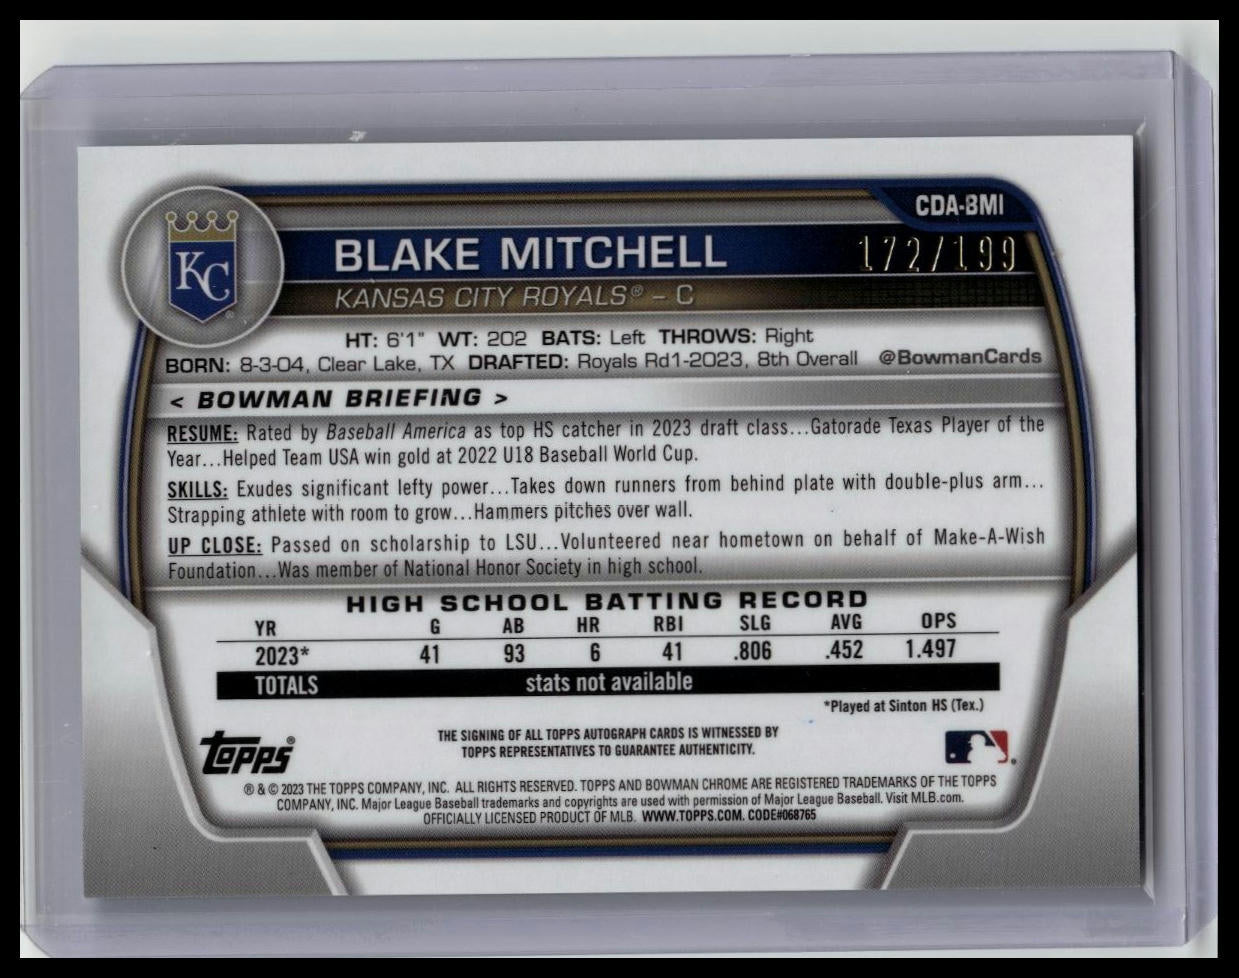 CDA-BMI
BLAKE MITCHELL
172/199
KC
®
KANSAS CITY ROYALS® – C
HT: 6'1" WT: 202 BATS: Left THROWS: Right
BORN: 8-3-04, Clear Lake, TX DRAFTED: Royals Rd1-2023, 8th Overall @BowmanCards
< BOWMAN BRIEFING >
RESUME: Rated by Baseball America as top HS catcher in 2023 draft class...Gatorade Texas Player of the
Year...Helped Team USA win gold at 2022 U18 Baseball World Cup.
SKILLS: Exudes significant lefty power...Takes down runners from behind plate with double-plus arm...
Strapping athlete with room to grow...Hammers pitches over wall.
UP CLOSE: Passed on scholarship to LSU...Volunteered near hometown on behalf of Make-A-Wish
Foundation...Was member of National Honor Society in high school.
HIGH SCHOOL BATTING RECORD
YR G AB HR RBI SLG AVG OPS
2023* 41 93 6 41 .806 .452 1.497
TOTALS stats not available
*Played at Sinton HS (Tex.)
TOPPS®
THE SIGNING OF ALL TOPPS AUTOGRAPH CARDS IS WITNESSED BY
TOPPS REPRESENTATIVES TO GUARANTEE AUTHENTICITY.
® & © 2023 THE TOPPS COMPANY, INC. ALL RIGHTS RESERVED. TOPPS AND BOWMAN CHROME ARE REGISTERED TRADEMARKS OF THE TOPPS
COMPANY, INC. Major League Baseball trademarks and copyrights are used with permission of Major League Baseball. Visit MLB.com.
OFFICIALLY LICENSED PRODUCT OF MLB. WWW.TOPPS.COM. CODE#068765